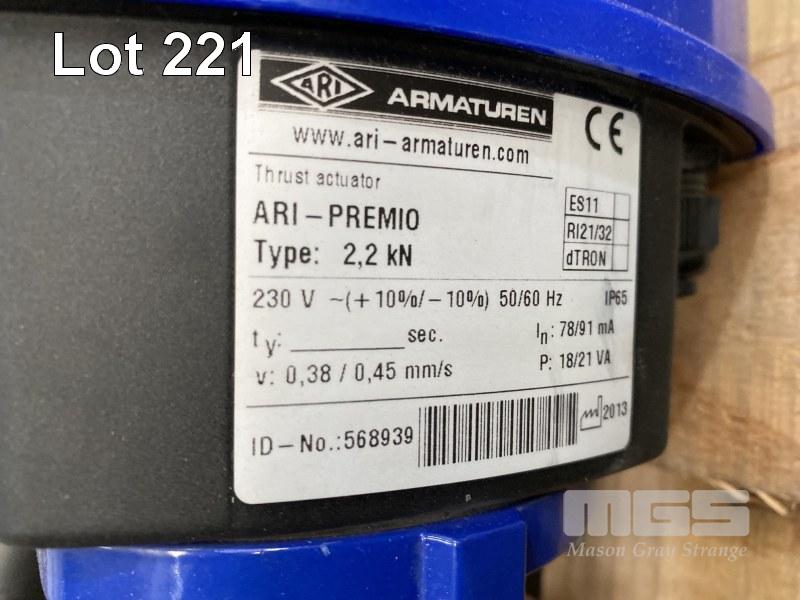 Lot 221
ARI ARMATUREN
www.ari-armaturen.com
CE
Thrust actuator
ARI-PREMIO
Type: 2,2 kN
ES11
RI21/32
dTRON
230 V ~(+10%/-10%) 50/60 Hz IP65
ty: ________ sec.
In: 78/91 mA
v: 0,38 / 0,45 mm/s
P: 18/21 VA
ID-No.:568939
2013
MGS
Mason Gray Strange